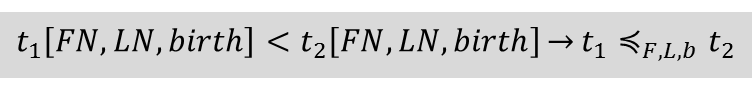 t₁[FN, LN, birth] < t₂[FN, LN, birth] → t₁ ≼F,L,b t₂